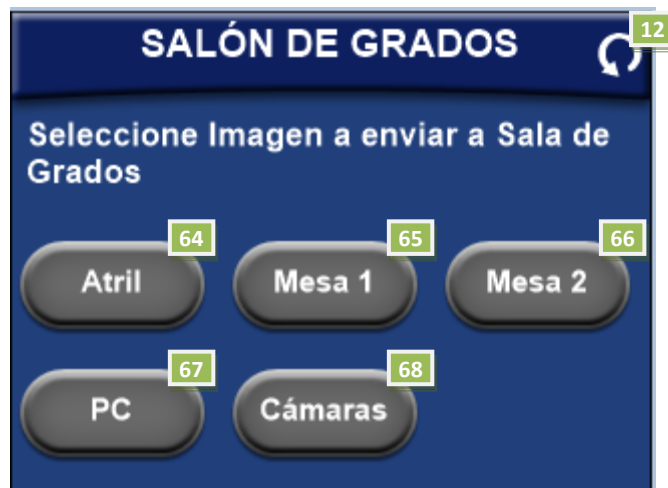 SALÓN DE GRADOS
12
Seleccione Imagen a enviar a Sala de
Grados
64
65
66
Atril
Mesa 1
Mesa 2
67
68
PC
Cámaras